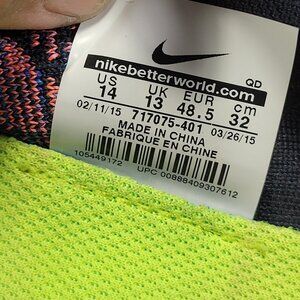 nikebetterworld.com QD
US UK EUR cm
14 13 48.5 32
02/11/15 717075-401 03/26/15
MADE IN CHINA
FABRIQUE EN CHINE
105449172 UPC 00888409307612